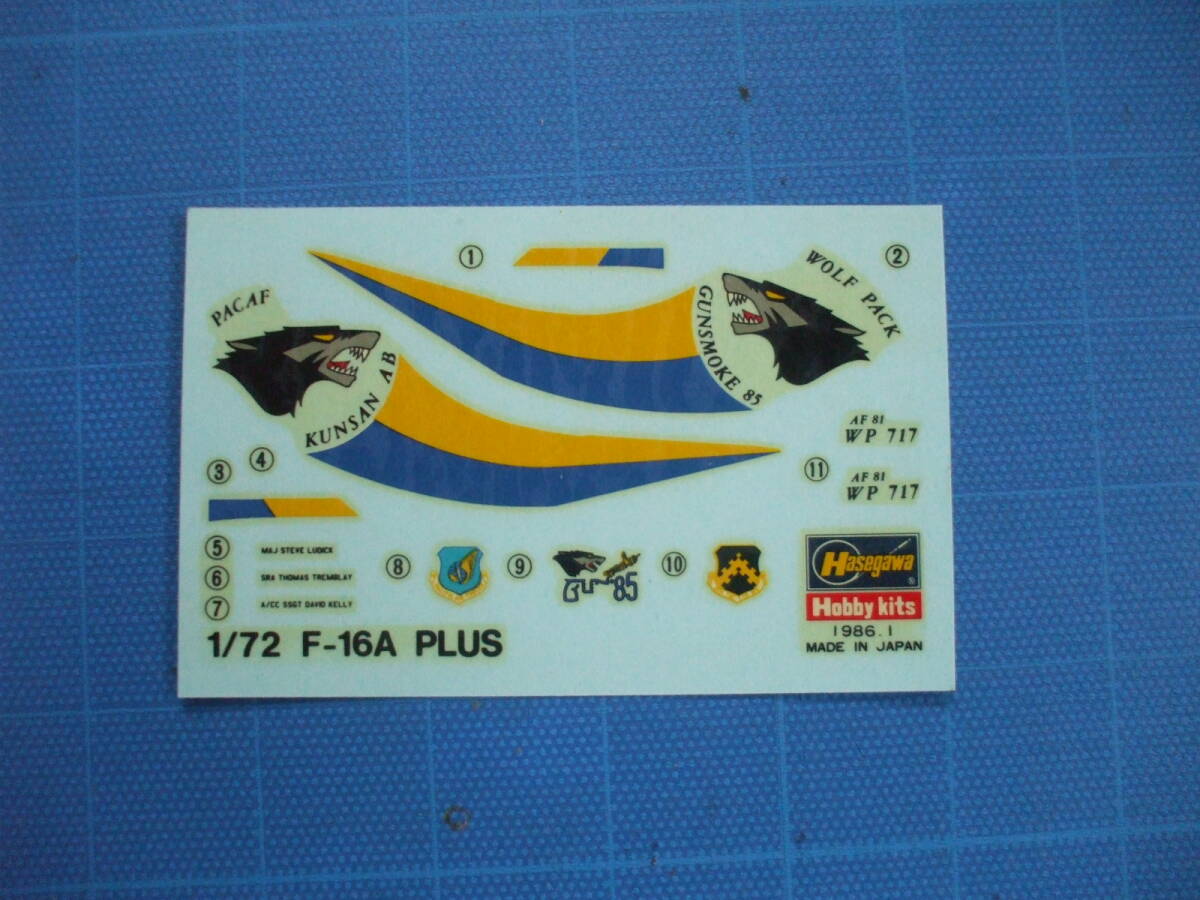 ①
②
WOLF PACK
GUNSMOKE 85
PACAF
KUNSAN AB
AF 81
WP 717
③
④
⑪
AF 81
WP 717
⑤ MAJ STEVE LUDICK
⑥ SRA THOMAS TREMBLAY
⑦ A/CC SSGT DAVID KELLY
⑧
⑨
GUN '85
⑩
1/72 F-16A PLUS
Hasegawa®
Hobby kits
1986.1
MADE IN JAPAN